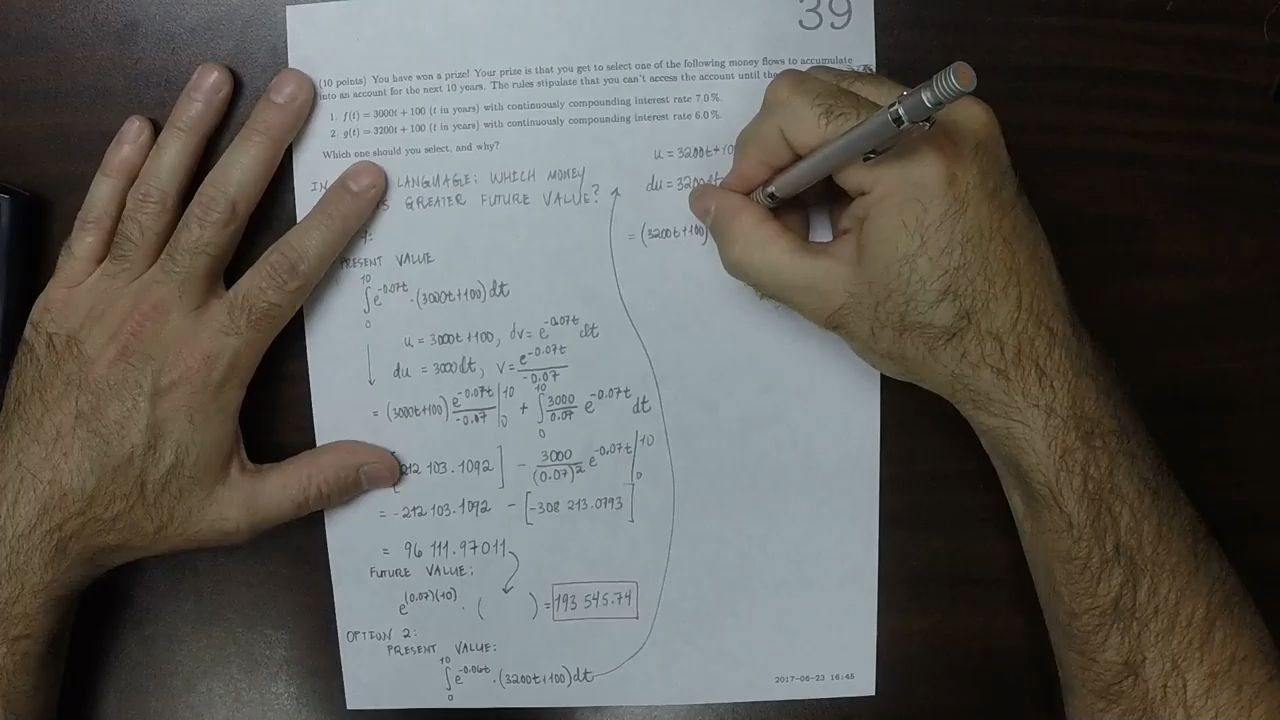 39
(10 points) You have won a prize! Your prize is that you get to select one of the following money flows to accumulate
into an account for the next 10 years. The rules stipulate that you can't access the account until the
1. f(t) = 3000t + 100 (t in years) with continuously compounding interest rate 7.0%.
2. g(t) = 3200t + 100 (t in years) with continuously compounding interest rate 6.0%.
Which one should you select, and why?
IN LANGUAGE: WHICH MONEY
GREATER FUTURE VALUE?
PRESENT VALUE
∫₀¹⁰ e^{-0.07t} · (3000t+100) dt
u = 3000t+100, dv = e^{-0.07t} dt
du = 3000dt, v = e^{-0.07t}/-0.07
= (3000t+100) e^{-0.07t}/-0.07 |₀¹⁰ + ∫₀¹⁰ 3000/0.07 e^{-0.07t} dt
12 103.1092] - 3000/(0.07)² e^{-0.07t} |₀¹⁰
= -212 103.1092 - [-308 213.0793]
= 96 111.97011
FUTURE VALUE:
e^{(0.07)(10)} · ( ) = 193 545.74
OPTION 2:
PRESENT VALUE:
∫₀¹⁰ e^{-0.06t} · (3200t+100) dt
u = 3200t+10
du = 3200dt
= (3200t+100)
2017-06-23 16:45